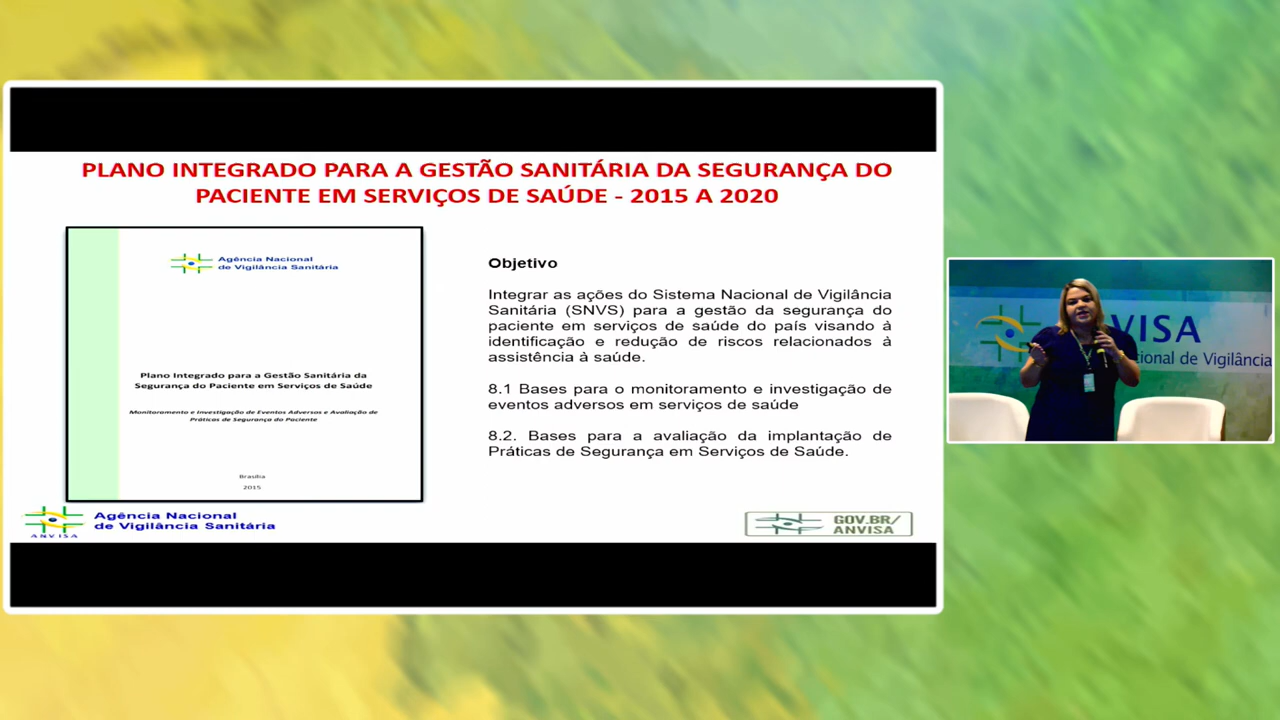 PLANO INTEGRADO PARA A GESTÃO SANITÁRIA DA SEGURANÇA DO
PACIENTE EM SERVIÇOS DE SAÚDE - 2015 A 2020
Agência Nacional
de Vigilância Sanitária
Plano Integrado para a Gestão Sanitária da
Segurança do Paciente em Serviços de Saúde
Monitoramento e Investigação de Eventos Adversos e Avaliação de
Práticas de Segurança do Paciente
Brasília
2015
Objetivo
Integrar as ações do Sistema Nacional de Vigilância
Sanitária (SNVS) para a gestão da segurança do
paciente em serviços de saúde do país visando à
identificação e redução de riscos relacionados à
assistência à saúde.
8.1 Bases para o monitoramento e investigação de
eventos adversos em serviços de saúde
8.2. Bases para a avaliação da implantação de
Práticas de Segurança em Serviços de Saúde.
Agência Nacional
de Vigilância Sanitária
ANVISA
GOV.BR/
ANVISA
VISA
cional de Vigilância